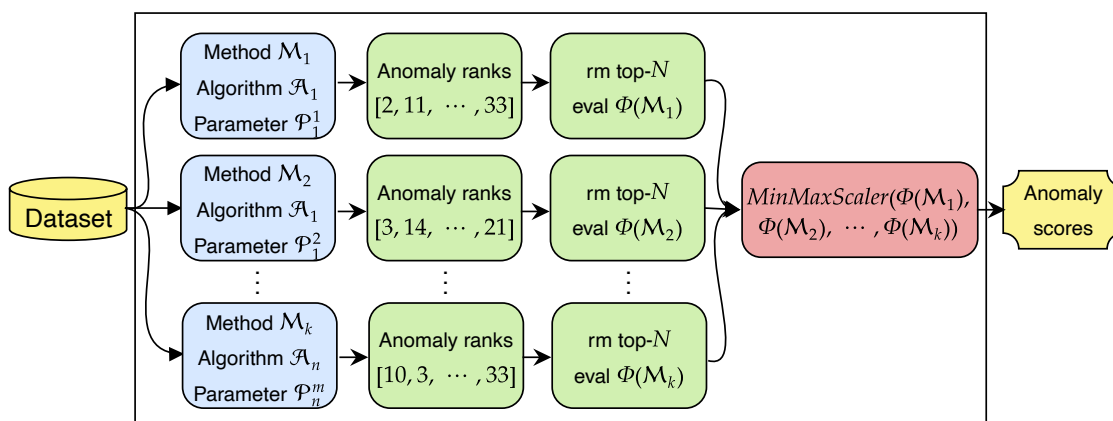 Dataset
Method ℳ₁
Algorithm 𝒜₁
Parameter 𝒫₁¹
Anomaly ranks
[2, 11, ⋯ , 33]
rm top-N
eval Φ(ℳ₁)
Method ℳ₂
Algorithm 𝒜₁
Parameter 𝒫₁²
Anomaly ranks
[3, 14, ⋯ , 21]
rm top-N
eval Φ(ℳ₂)
⋮ ⋮ ⋮
Method ℳₖ
Algorithm 𝒜ₙ
Parameter 𝒫ₙᵐ
Anomaly ranks
[10, 3, ⋯ , 33]
rm top-N
eval Φ(ℳₖ)
MinMaxScaler(Φ(ℳ₁),
Φ(ℳ₂), ⋯ , Φ(ℳₖ))
Anomaly
scores